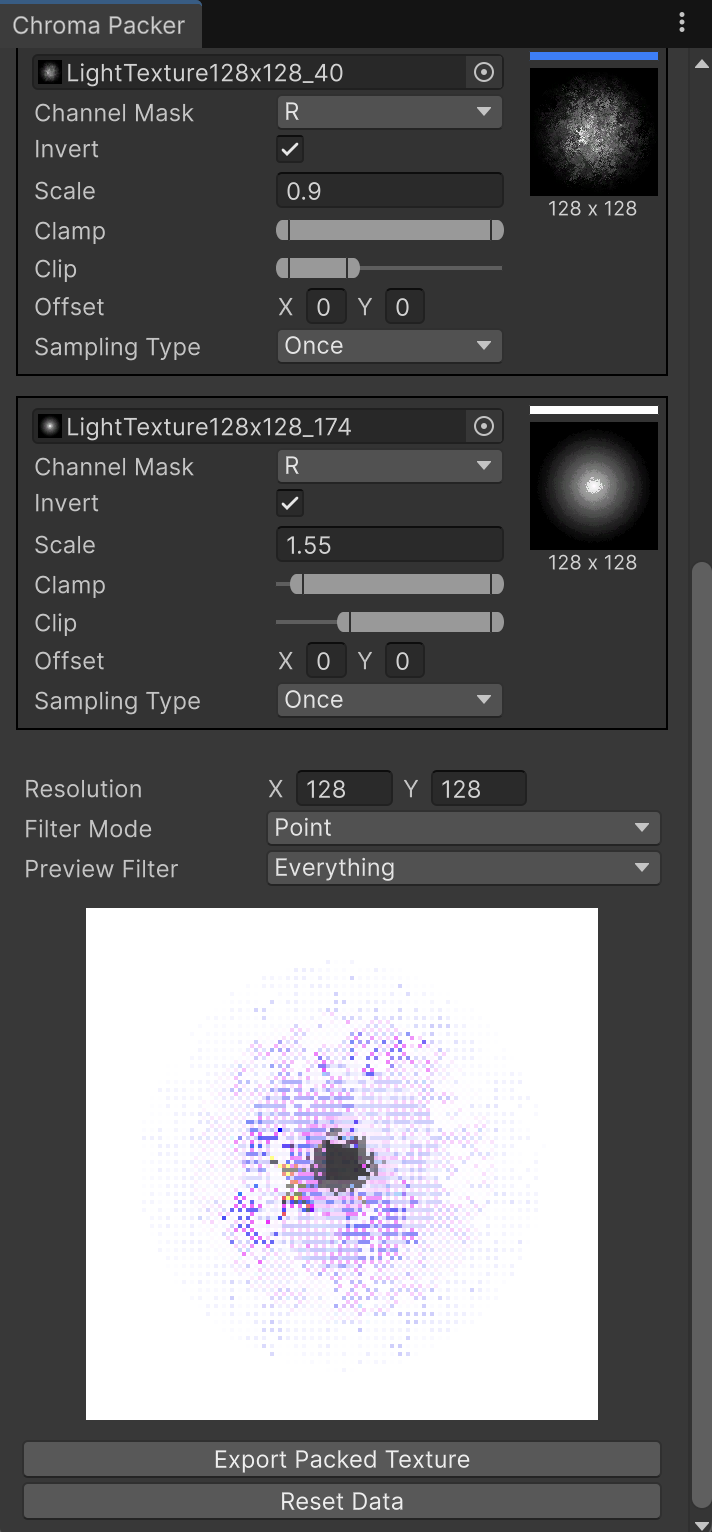 Chroma Packer
LightTexture128x128_40
Channel Mask R
Invert
Scale 0.9
128 x 128
Clamp
Clip
Offset X 0 Y 0
Sampling Type Once
LightTexture128x128_174
Channel Mask R
Invert
Scale 1.55
128 x 128
Clamp
Clip
Offset X 0 Y 0
Sampling Type Once
Resolution X 128 Y 128
Filter Mode Point
Preview Filter Everything
Export Packed Texture
Reset Data